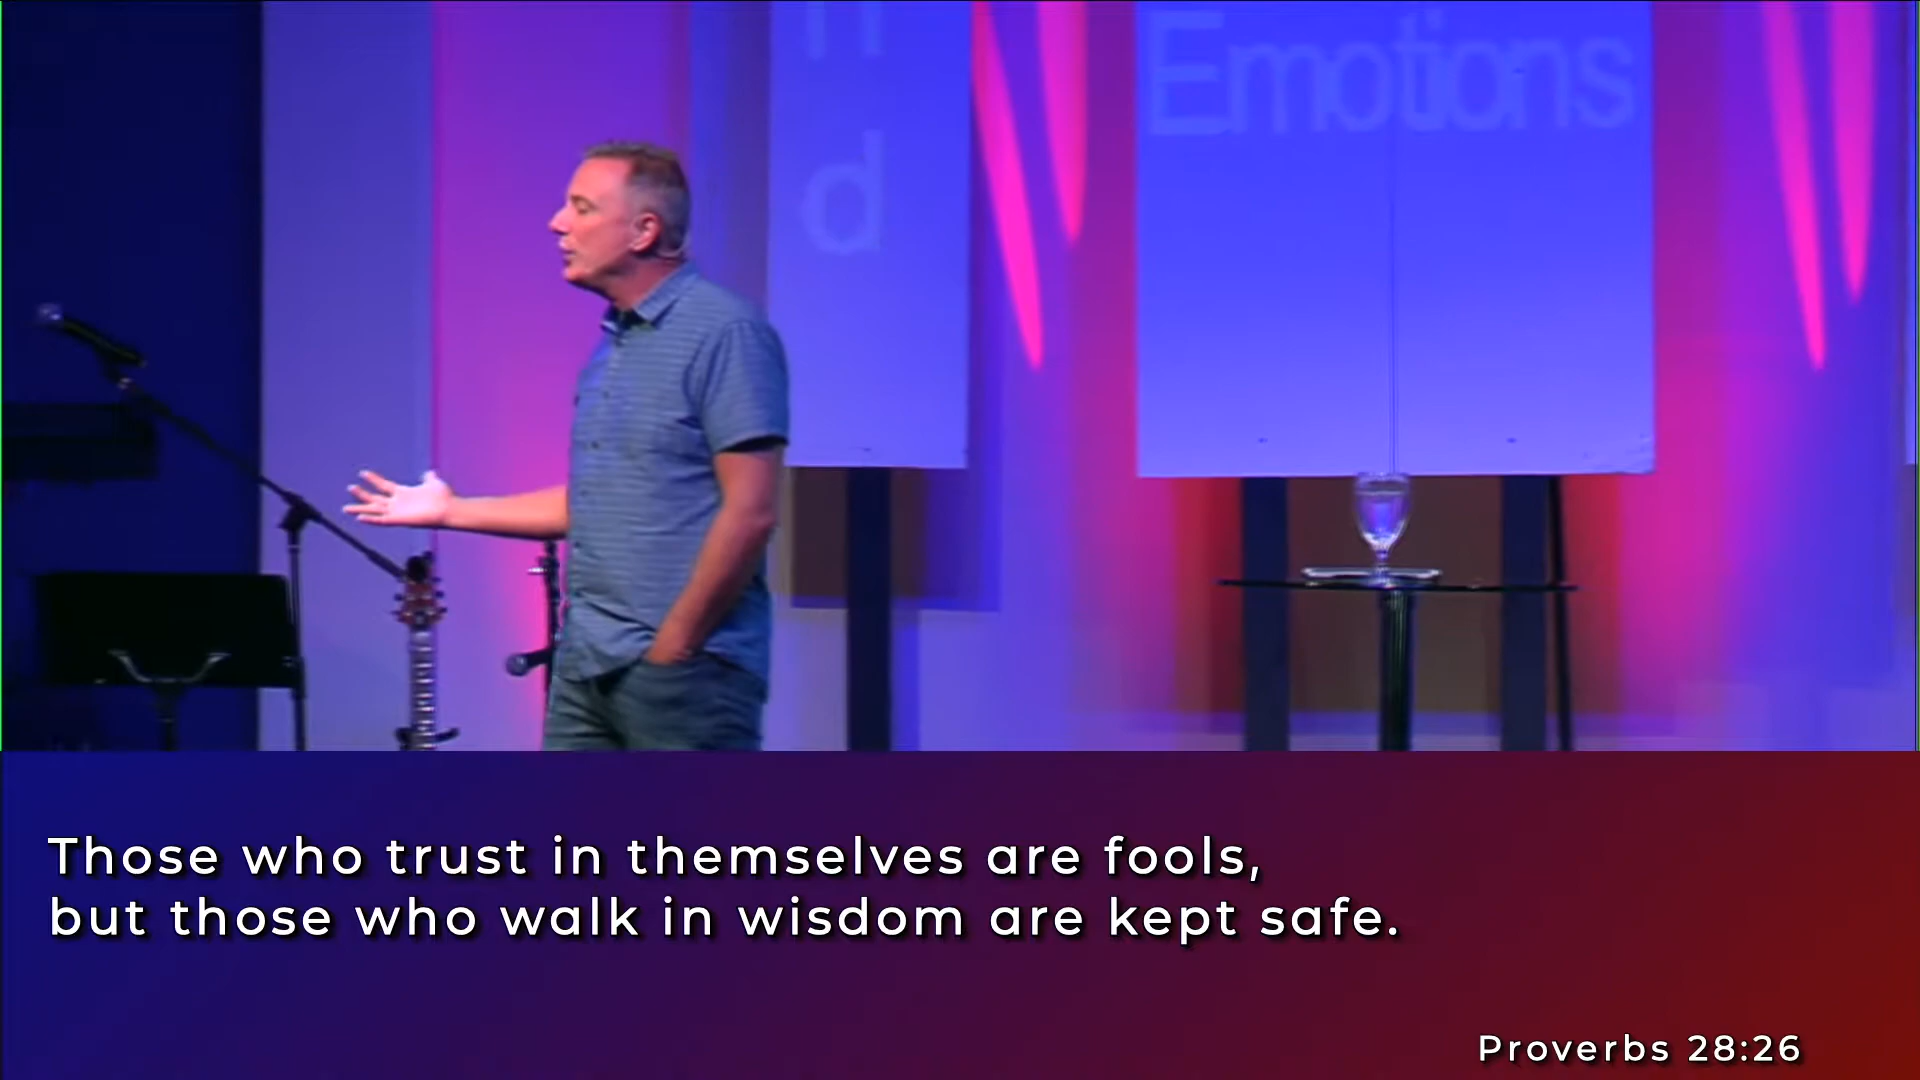 n
d
Emotions
Those who trust in themselves are fools,
but those who walk in wisdom are kept safe.
Proverbs 28:26